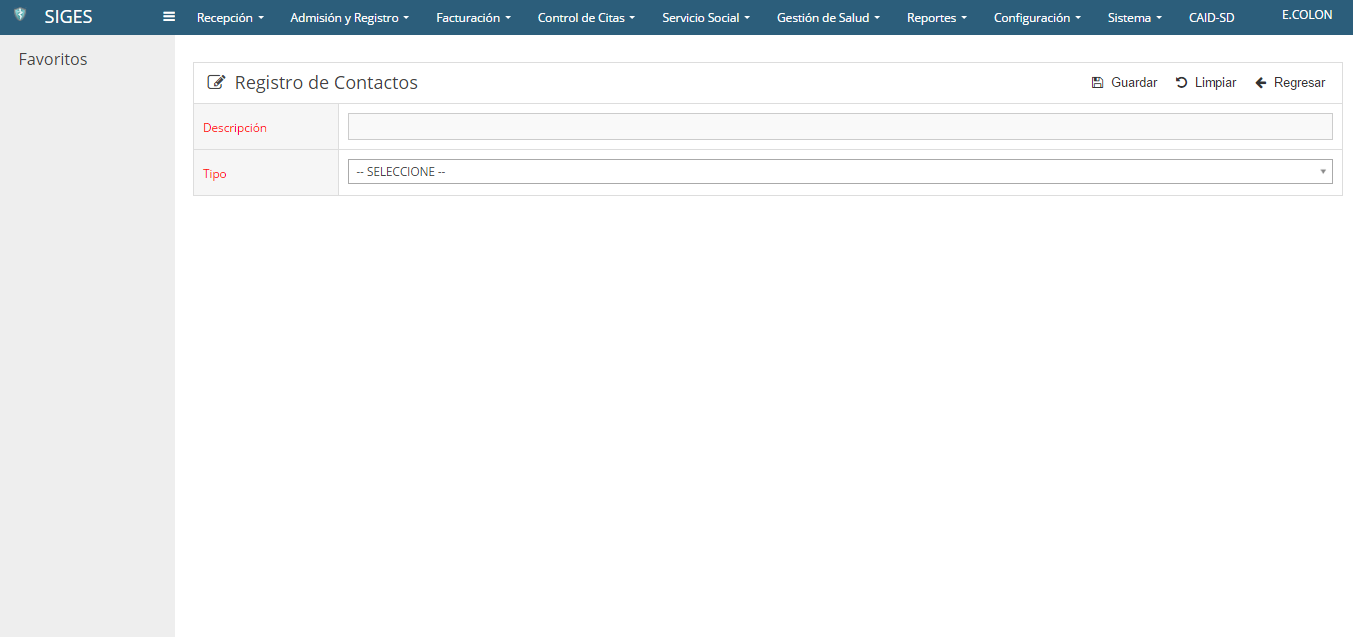 SIGES
Recepción
Admisión y Registro
Facturación
Control de Citas
Servicio Social
Gestión de Salud
Reportes
Configuración
Sistema
CAID-SD
E.COLON
Favoritos
Registro de Contactos
Guardar
Limpiar
Regresar
Descripción
Tipo
-- SELECCIONE --